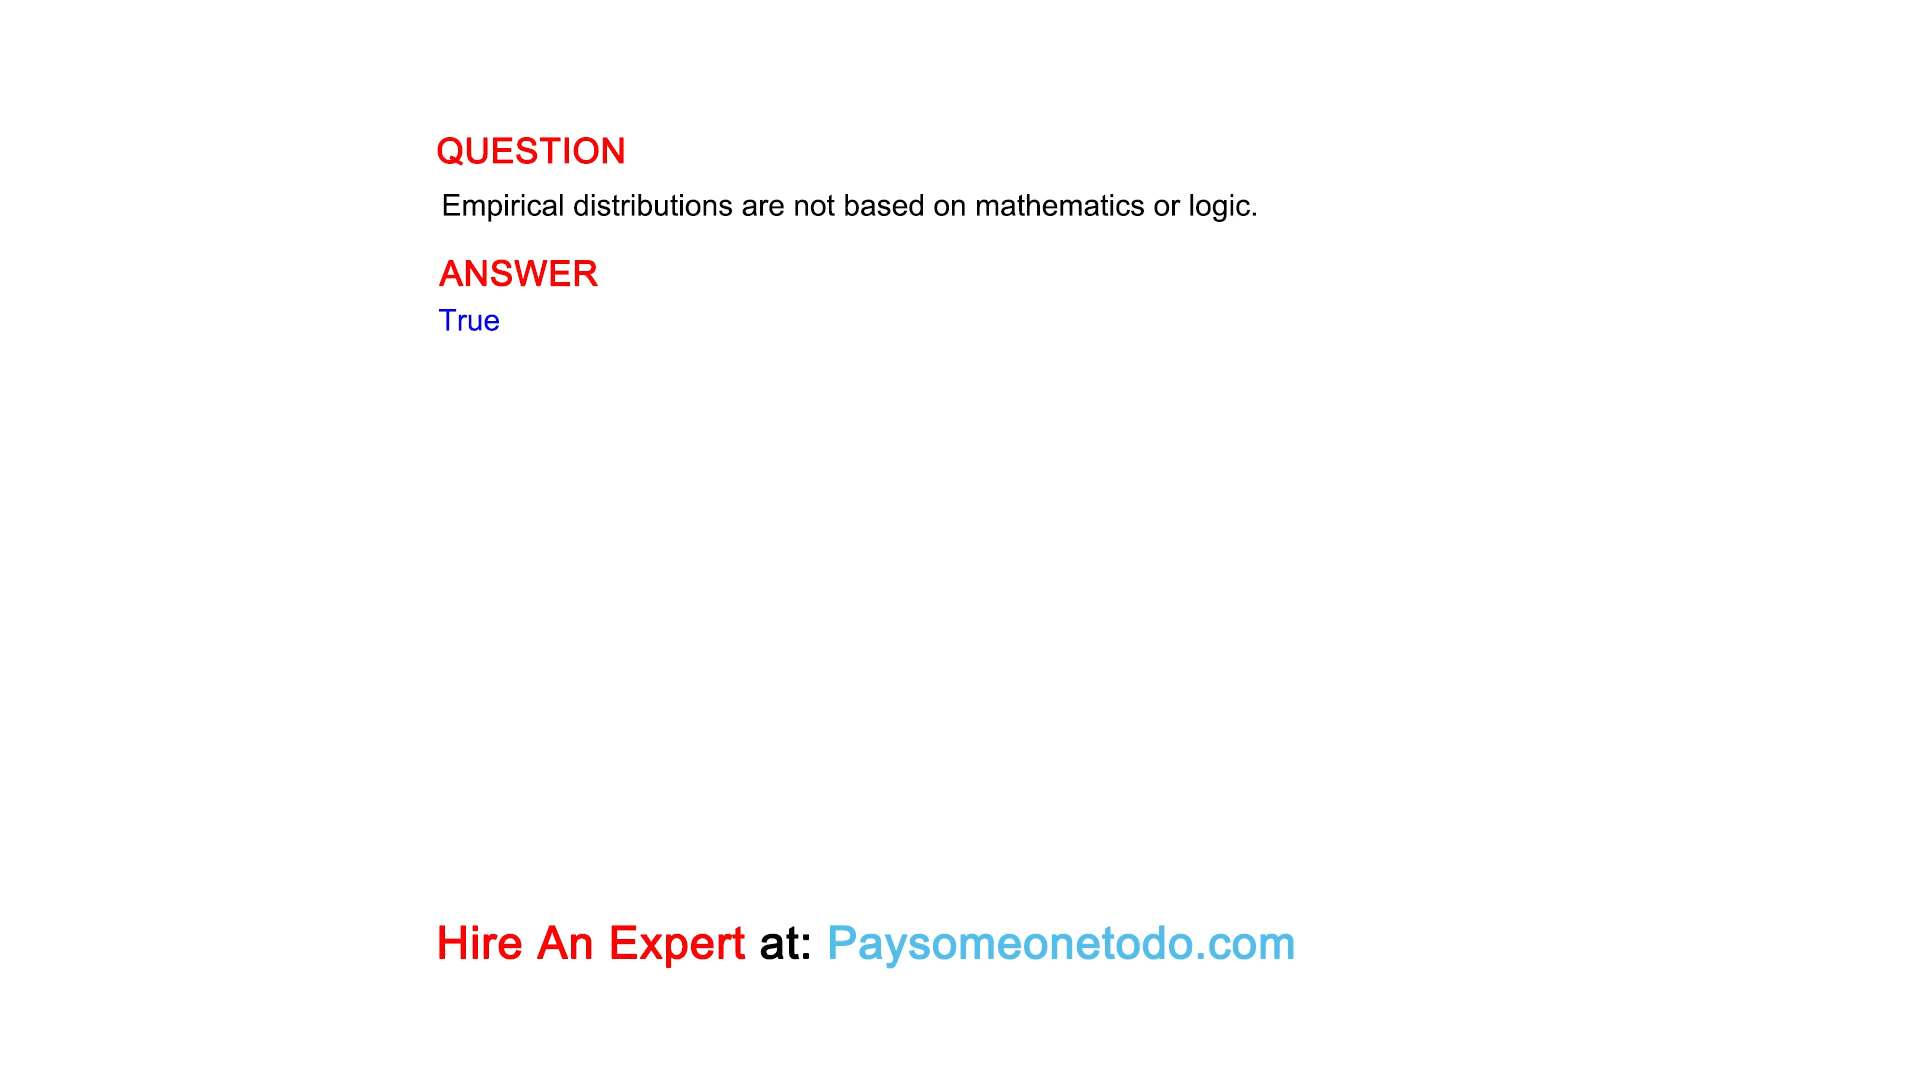 QUESTION
Empirical distributions are not based on mathematics or logic.
ANSWER
True
Hire An Expert at: Paysomeonetodo.com